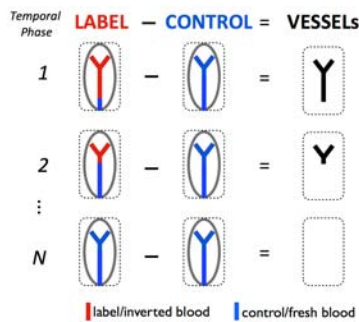 Temporal
Phase
LABEL – CONTROL = VESSELS
1 – =
2 – =
⋮
N – =
label/inverted blood control/fresh blood